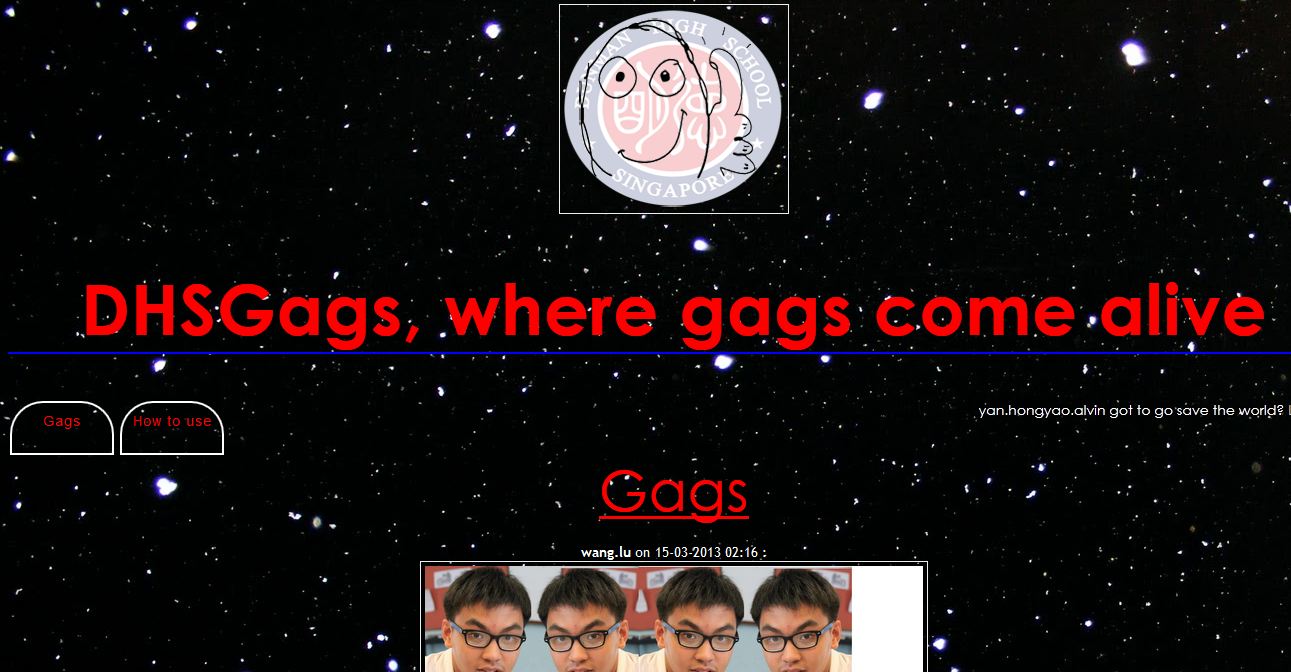 DUNMAN HIGH SCHOOL
SINGAPORE
DHSGags, where gags come alive
Gags
How to use
yan.hongyao.alvin got to go save the world?
Gags
wang.lu on 15-03-2013 02:16 :